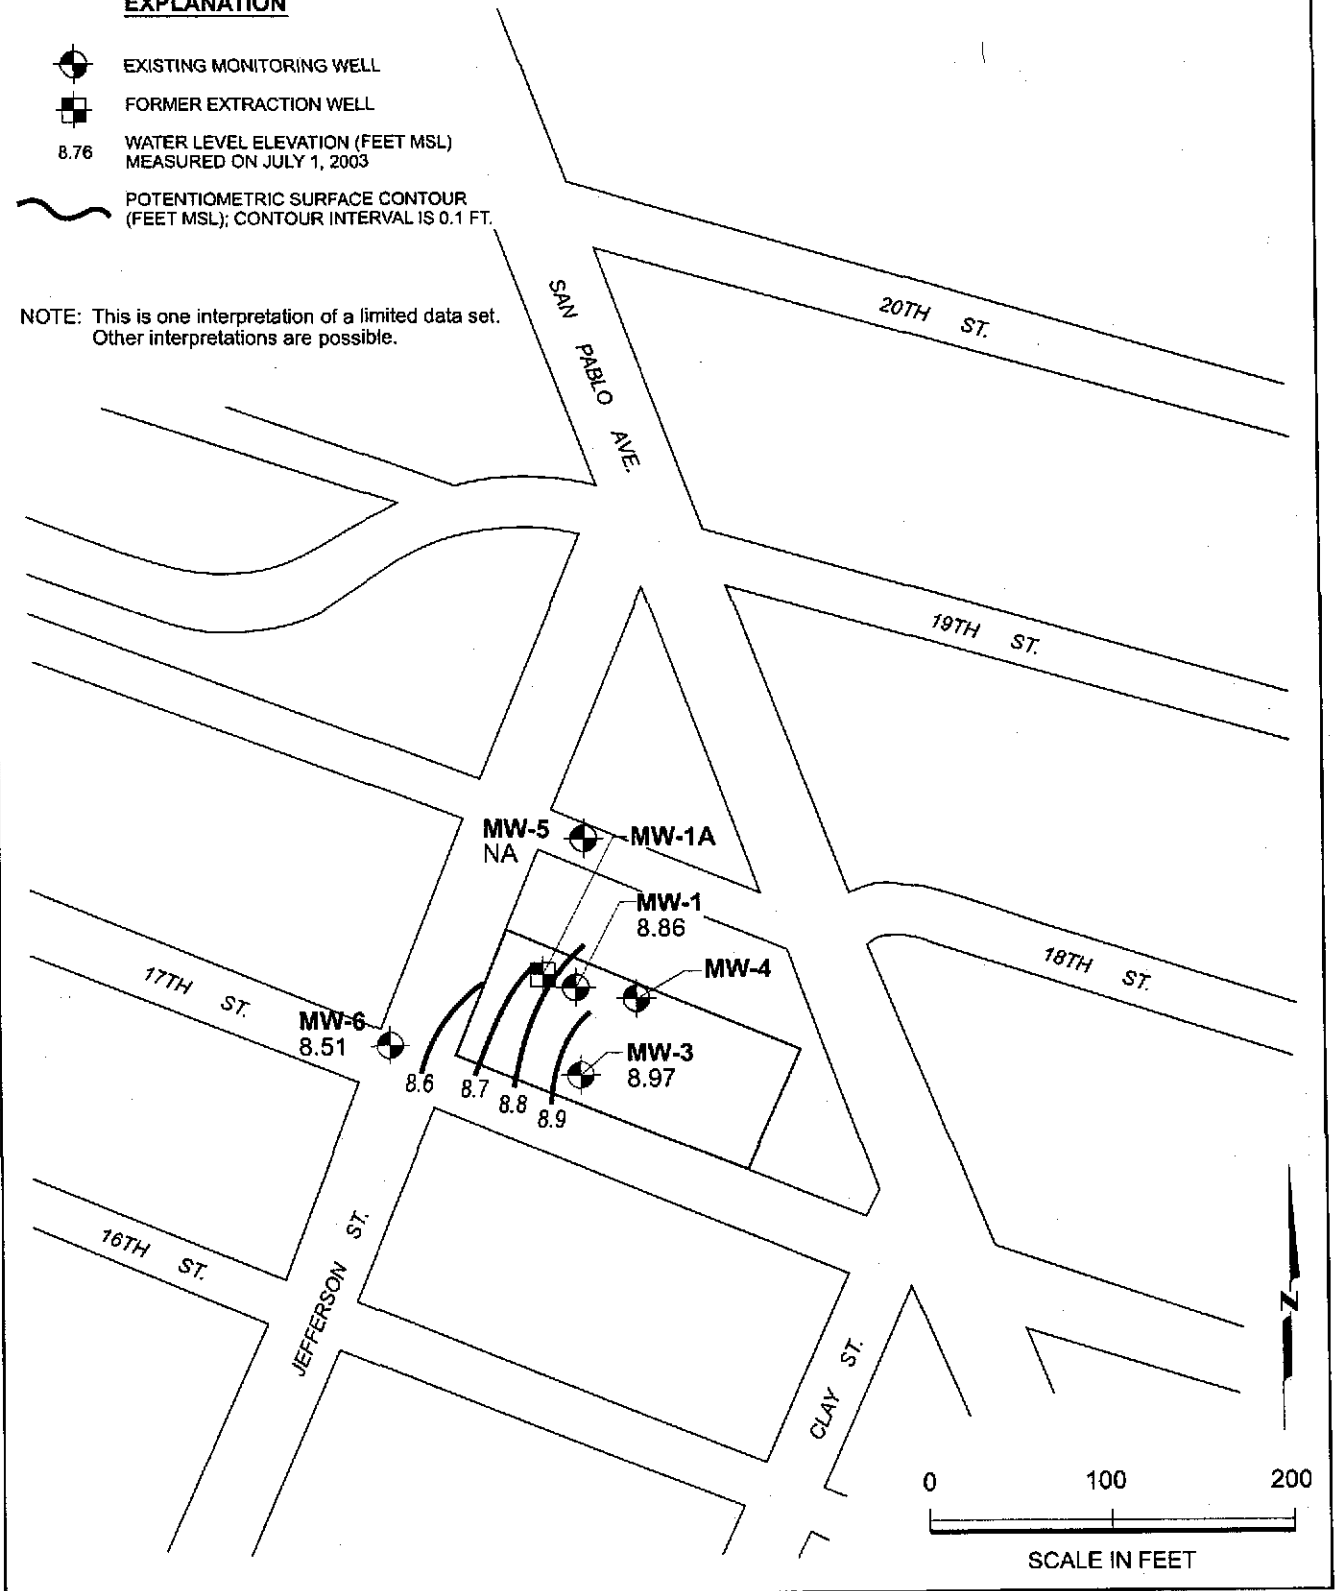 EXPLANATION
EXISTING MONITORING WELL
FORMER EXTRACTION WELL
8.76
WATER LEVEL ELEVATION (FEET MSL)
MEASURED ON JULY 1, 2003
POTENTIOMETRIC SURFACE CONTOUR
(FEET MSL); CONTOUR INTERVAL IS 0.1 FT.
NOTE: This is one interpretation of a limited data set.
Other interpretations are possible.
SAN PABLO AVE.
20TH ST.
19TH ST.
MW-5
NA
MW-1A
MW-1
8.86
MW-4
18TH ST.
17TH ST.
MW-6
8.51
MW-3
8.97
8.6
8.7
8.8
8.9
16TH ST.
JEFFERSON ST.
CLAY ST.
N
0 100 200
SCALE IN FEET